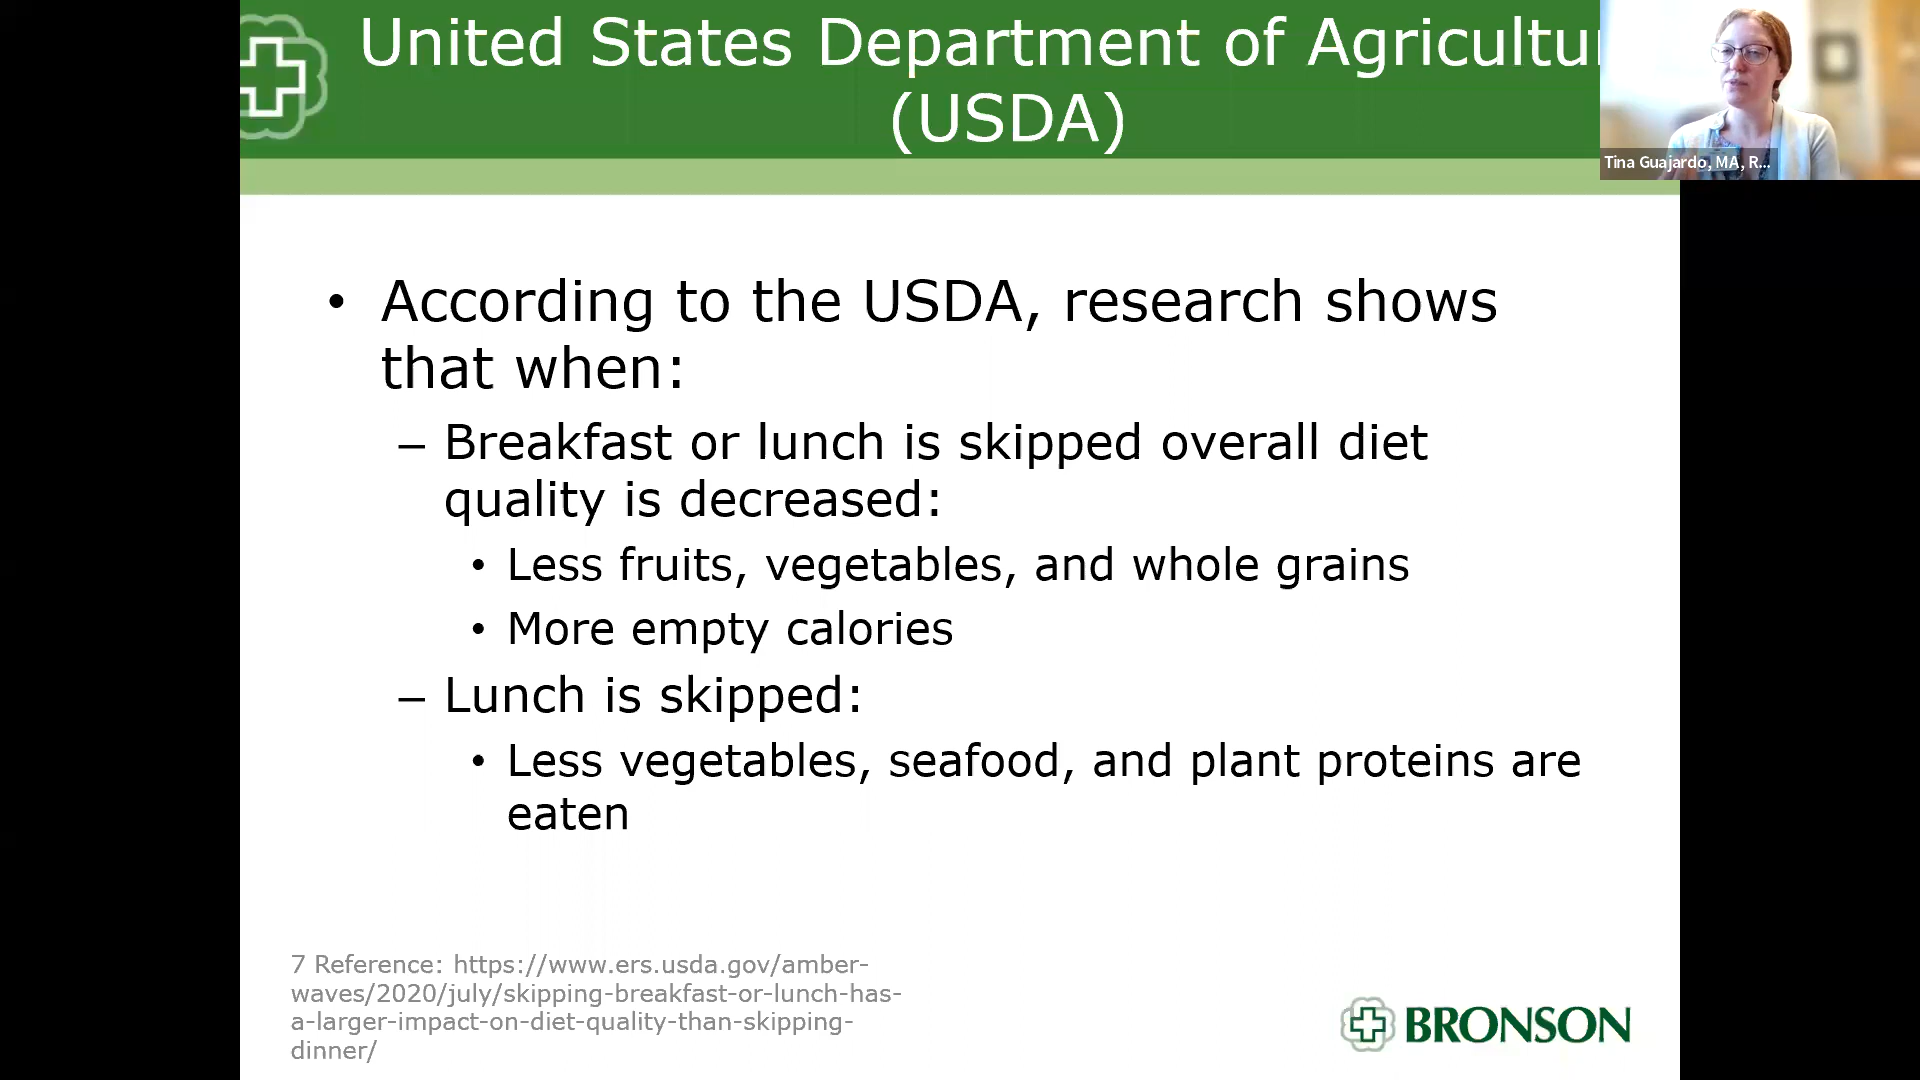 United States Department of Agricultur
(USDA)
Tina Guajardo, MA, R...
• According to the USDA, research shows
that when:
– Breakfast or lunch is skipped overall diet
quality is decreased:
• Less fruits, vegetables, and whole grains
• More empty calories
– Lunch is skipped:
• Less vegetables, seafood, and plant proteins are
eaten
7 Reference: https://www.ers.usda.gov/amber-
waves/2020/july/skipping-breakfast-or-lunch-has-
a-larger-impact-on-diet-quality-than-skipping-
dinner/
BRONSON